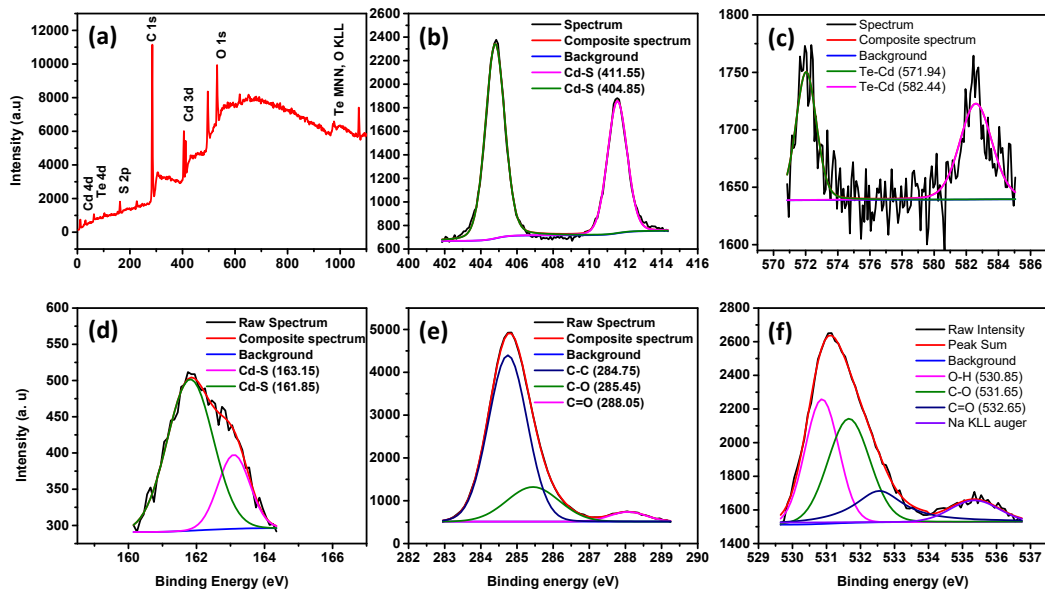 (a)
C 1s
O 1s
Te MNN, O KLL
Cd 3d
Cd 4d
Te 4d
S 2p
Intensity (a.u)
12000
10000
8000
6000
4000
2000
0
0 200 400 600 800 1000
(b)
Spectrum
Composite spectrum
Background
Cd-S (411.55)
Cd-S (404.85)
2600
2400
2200
2000
1800
1600
1400
1200
1000
800
600
400 402 404 406 408 410 412 414 416
(c)
Spectrum
Composite spectrum
Background
Te-Cd (571.94)
Te-Cd (582.44)
1800
1750
1700
1650
1600
570 572 574 576 578 580 582 584 586
(d)
Raw Spectrum
Composite spectrum
Background
Cd-S (163.15)
Cd-S (161.85)
Intensity (a. u)
600
550
500
450
400
350
300
160 162 164 166
Binding Energy (eV)
(e)
Raw Spectrum
Composite spectrum
Background
C-C (284.75)
C-O (285.45)
C=O (288.05)
5000
4000
3000
2000
1000
0
282 283 284 285 286 287 288 289 290
Binding Energy (eV)
(f)
Raw Intensity
Peak Sum
Background
O-H (530.85)
C-O (531.65)
C=O (532.65)
Na KLL auger
2800
2600
2400
2200
2000
1800
1600
1400
529 530 531 532 533 534 535 536 537
Binding energy (eV)